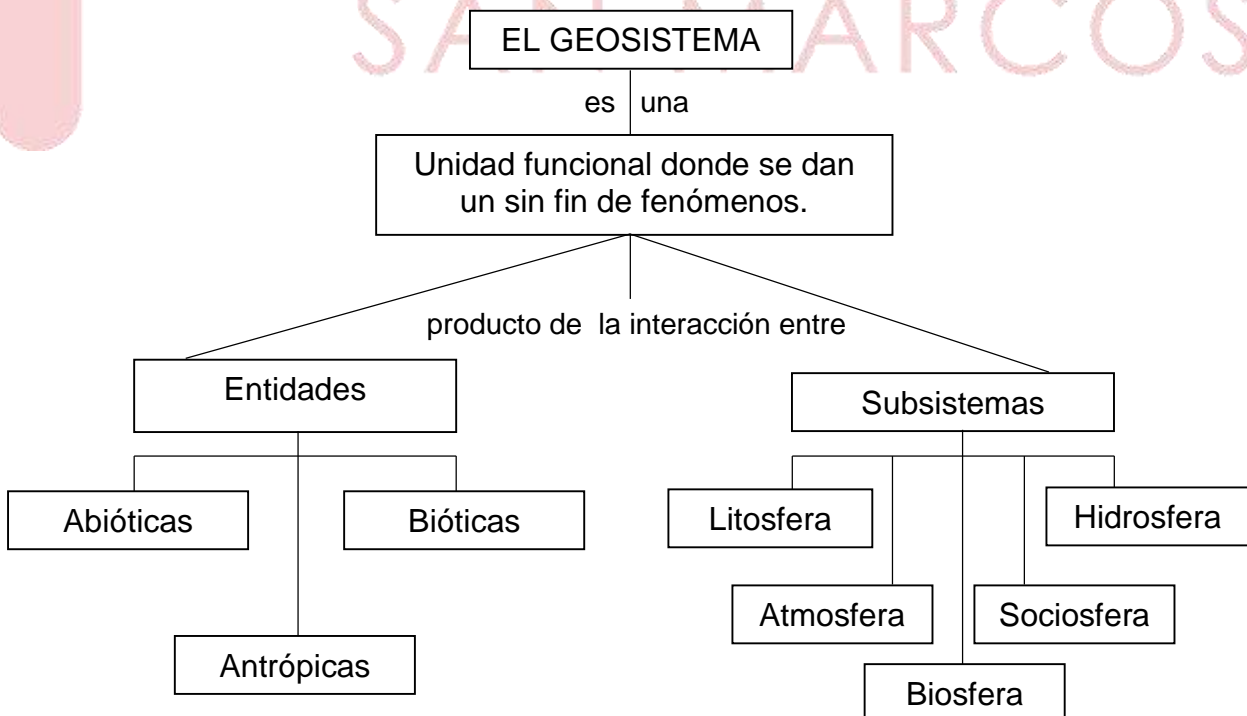 SAN MARCOS
EL GEOSISTEMA
es una
Unidad funcional donde se dan
un sin fin de fenómenos.
producto de la interacción entre
Entidades
Subsistemas
Abióticas
Bióticas
Litosfera
Hidrosfera
Atmosfera
Sociosfera
Antrópicas
Biosfera